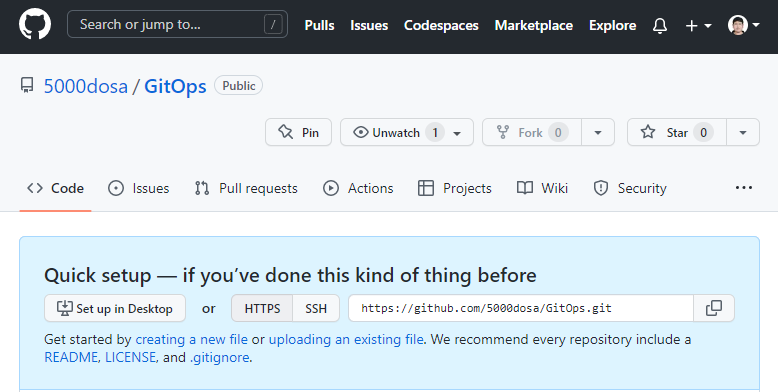 Search or jump to... / Pulls Issues Codespaces Marketplace Explore
5000dosa / GitOps Public
Pin Unwatch 1 Fork 0 Star 0
Code Issues Pull requests Actions Projects Wiki Security
Quick setup — if you’ve done this kind of thing before
Set up in Desktop or HTTPS SSH https://github.com/5000dosa/GitOps.git
Get started by creating a new file or uploading an existing file. We recommend every repository include a
README, LICENSE, and .gitignore.